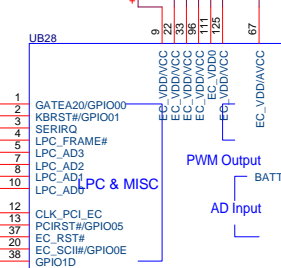 9 22 33 96 111 125 67
UB28
EC_VDD/VCC
EC_VDD/VCC
EC_VDD/VCC
EC_VDD/VCC
EC_VDD0
EC_VDD/VCC
EC_VDD/AVCC
1 GATEA20/GPIO00
2 KBRST#/GPIO01
3 SERIRQ
4 LPC_FRAME#
5 LPC_AD3
7 LPC_AD2
8 LPC_AD1
10 LPC_AD0
LPC & MISC
PWM Output
BATT
AD Input
12 CLK_PCI_EC
13 PCIRST#/GPIO05
37 EC_RST#
20 EC_SCII#/GPIO0E
38 GPIO1D